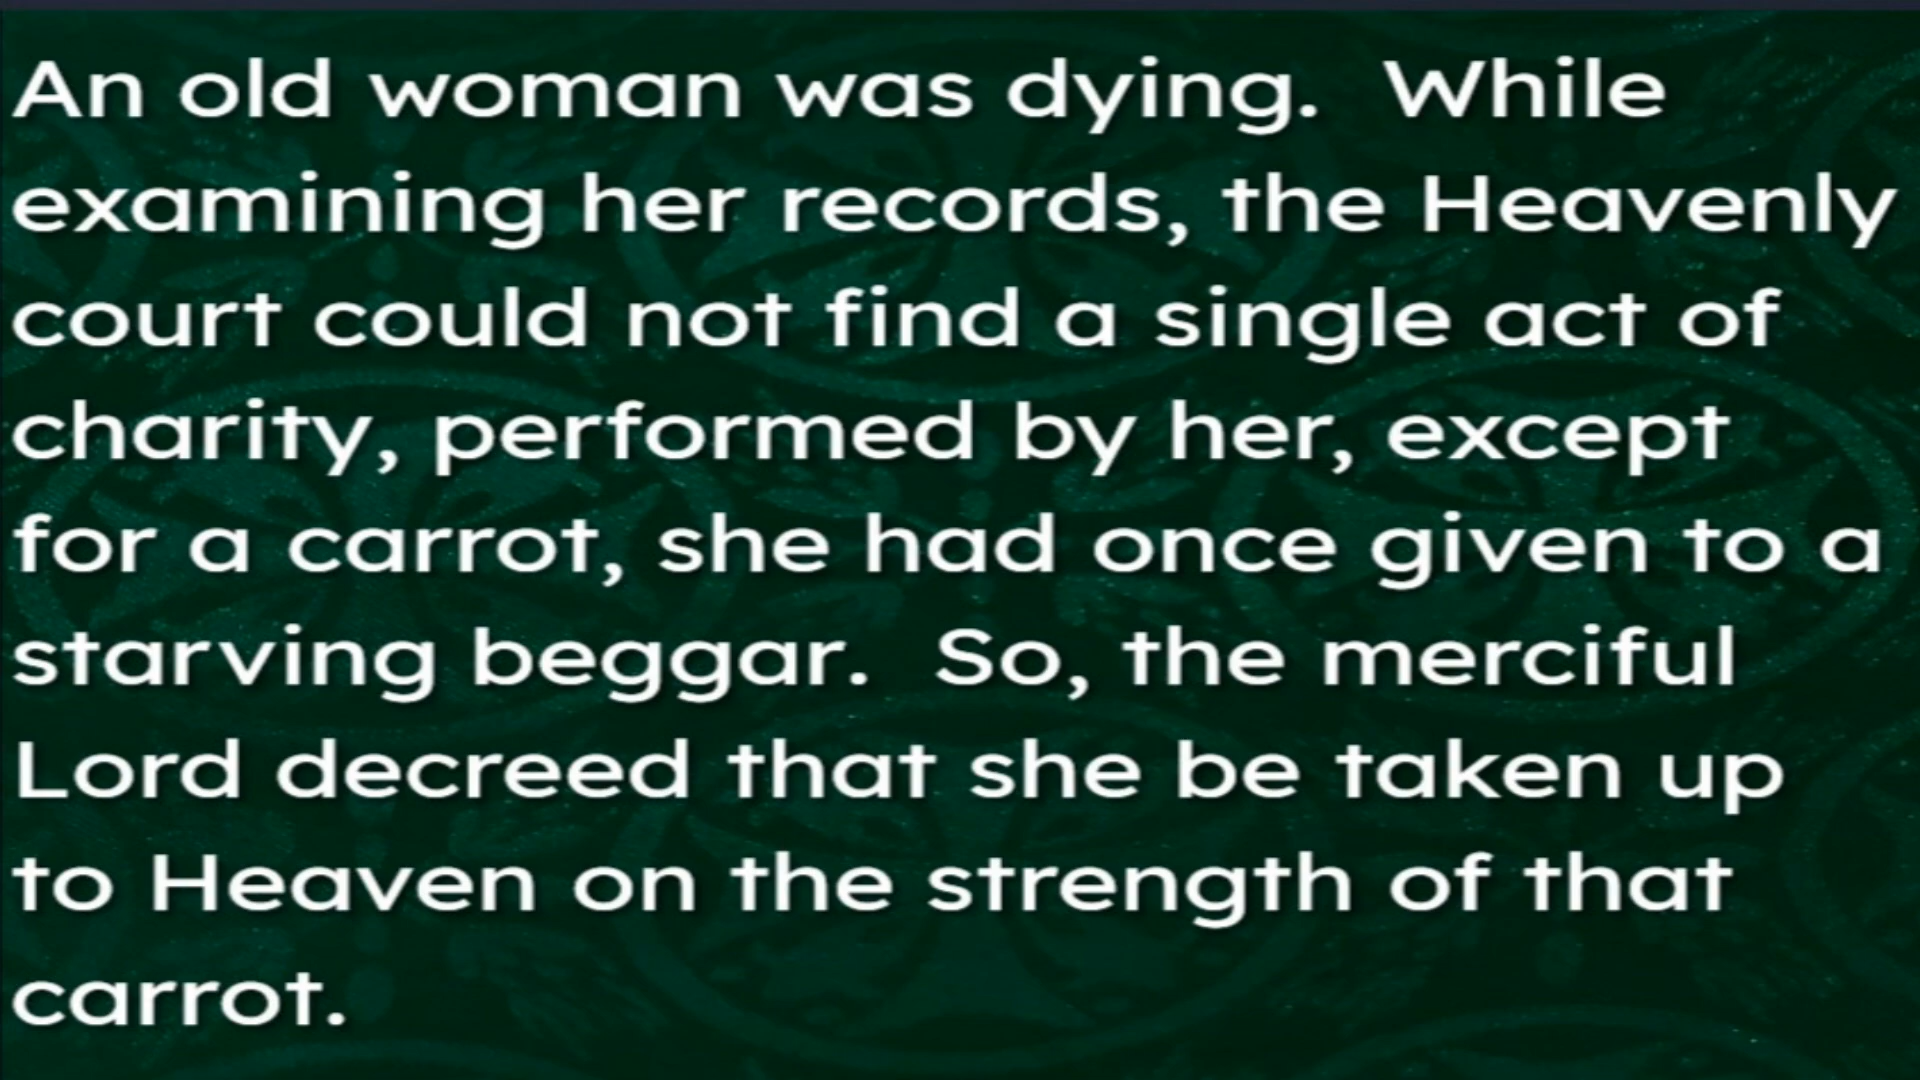 An old woman was dying.  While
examining her records, the Heavenly
court could not find a single act of
charity, performed by her, except
for a carrot, she had once given to a
starving beggar.  So, the merciful
Lord decreed that she be taken up
to Heaven on the strength of that
carrot.